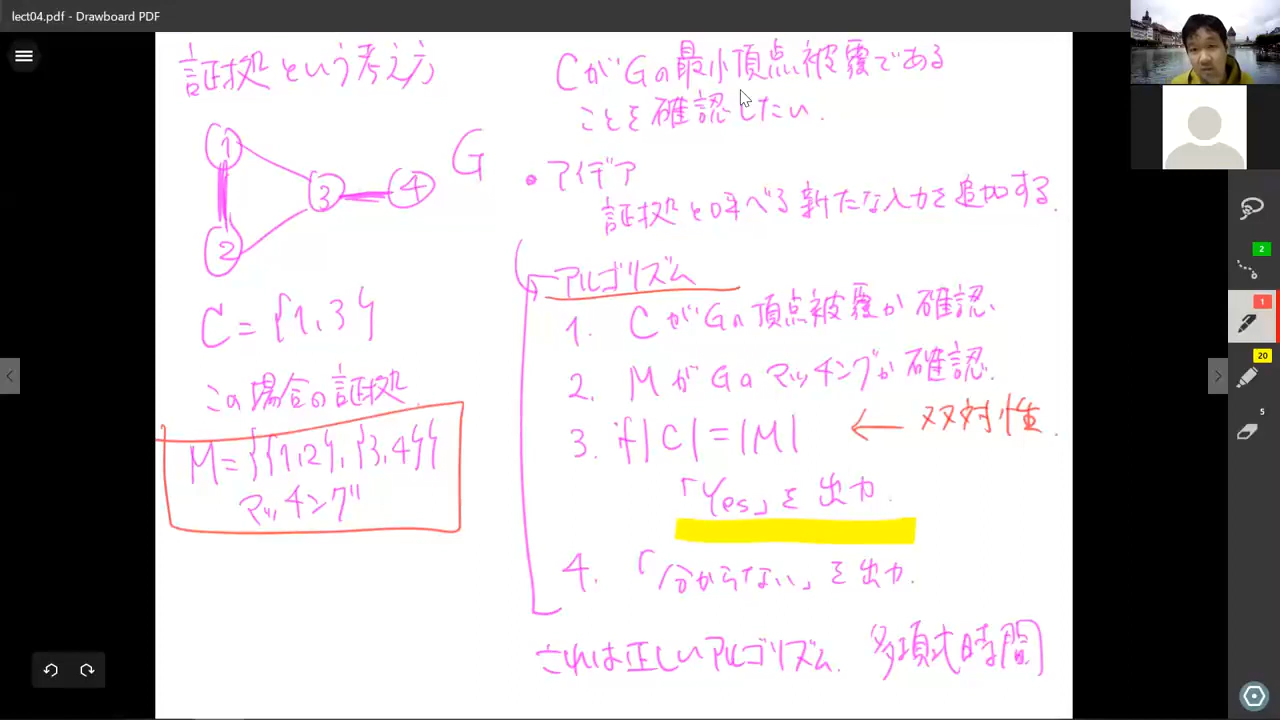 lect04.pdf - Drawboard PDF
証拠という考え方
1
2
3
4
G
C = {1, 3}
この場合の証拠
M = {{1,2}, {3,4}}
マッチング
CがGの最小頂点被覆である
ことを確認したい.
• アイデア
証拠と呼べる新たな入力を追加する.
アルゴリズム
1. CがGの頂点被覆か確認.
2. MがGのマッチングか確認.
3. if |C| = |M| ← 双対性.
「Yes」を出力.
4. 「分からない」を出力.
これは正しいアルゴリズム. 多項式時間
2
1
20
5